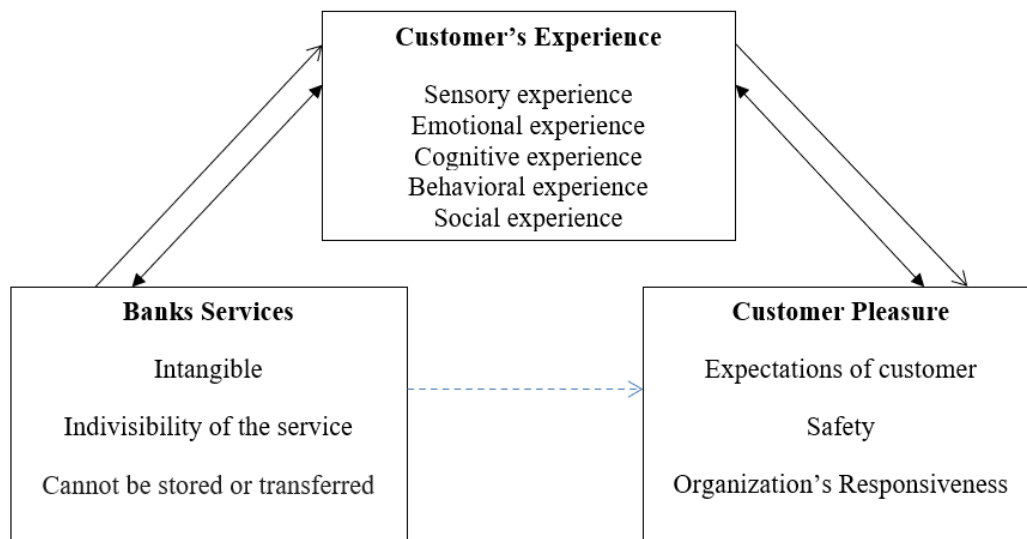 Customer’s Experience
Sensory experience
Emotional experience
Cognitive experience
Behavioral experience
Social experience
Banks Services
Intangible
Indivisibility of the service
Cannot be stored or transferred
Customer Pleasure
Expectations of customer
Safety
Organization’s Responsiveness